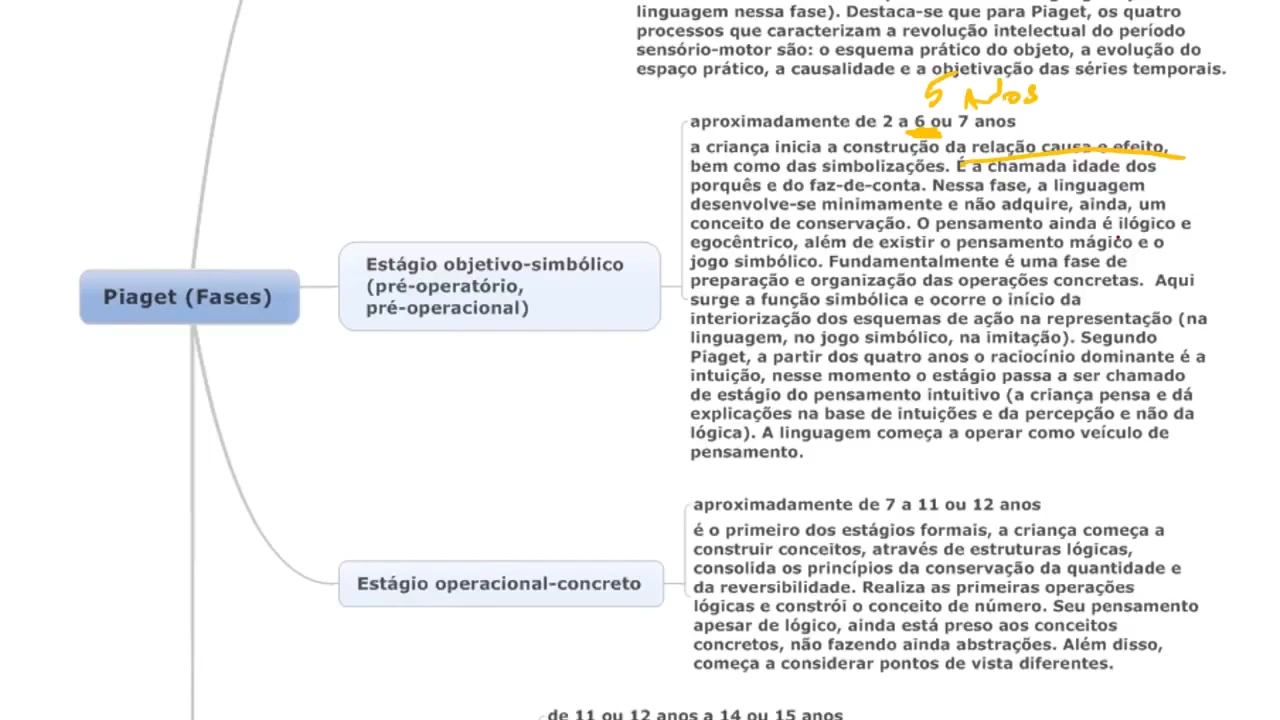 linguagem nessa fase). Destaca-se que para Piaget, os quatro
processos que caracterizam a revolução intelectual do período
sensório-motor são: o esquema prático do objeto, a evolução do
espaço prático, a causalidade e a objetivação das séries temporais.
5 Anos
aproximadamente de 2 a 6 ou 7 anos
a criança inicia a construção da relação causa e efeito,
bem como das simbolizações. É a chamada idade dos
porquês e do faz-de-conta. Nessa fase, a linguagem
desenvolve-se minimamente e não adquire, ainda, um
conceito de conservação. O pensamento ainda é ilógico e
egocêntrico, além de existir o pensamento mágico e o
jogo simbólico. Fundamentalmente é uma fase de
preparação e organização das operações concretas. Aqui
surge a função simbólica e ocorre o início da
interiorização dos esquemas de ação na representação (na
linguagem, no jogo simbólico, na imitação). Segundo
Piaget, a partir dos quatro anos o raciocínio dominante é a
intuição, nesse momento o estágio passa a ser chamado
de estágio do pensamento intuitivo (a criança pensa e dá
explicações na base de intuições e da percepção e não da
lógica). A linguagem começa a operar como veículo de
pensamento.
Estágio objetivo-simbólico
(pré-operatório,
pré-operacional)
Piaget (Fases)
aproximadamente de 7 a 11 ou 12 anos
é o primeiro dos estágios formais, a criança começa a
construir conceitos, através de estruturas lógicas,
consolida os princípios da conservação da quantidade e
da reversibilidade. Realiza as primeiras operações
lógicas e constrói o conceito de número. Seu pensamento
apesar de lógico, ainda está preso aos conceitos
concretos, não fazendo ainda abstrações. Além disso,
começa a considerar pontos de vista diferentes.
Estágio operacional-concreto
de 11 ou 12 anos a 14 ou 15 anos